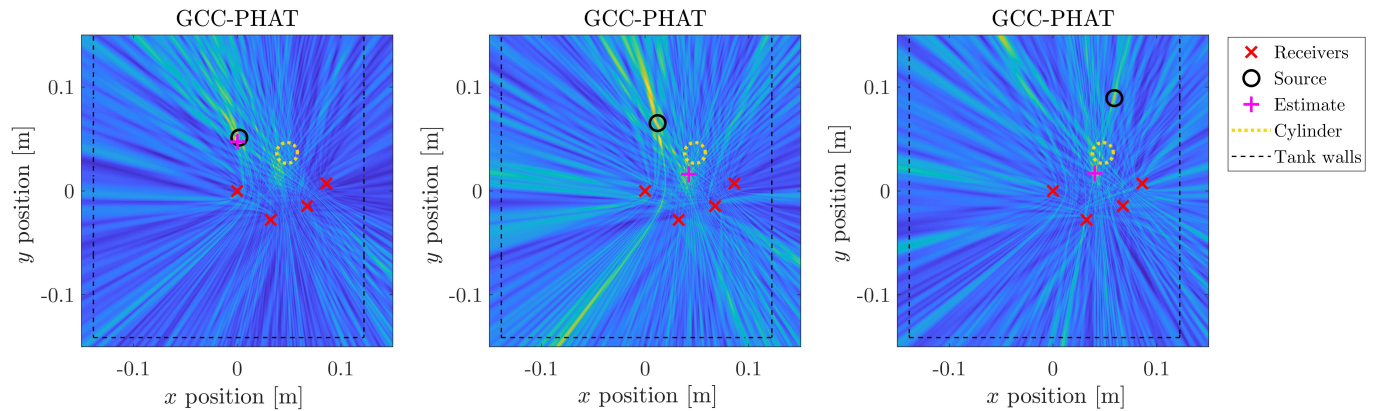 GCC-PHAT
GCC-PHAT
GCC-PHAT
0.1
0
-0.1
y position [m]
-0.1
0
0.1
x position [m]
0.1
0
-0.1
y position [m]
-0.1
0
0.1
x position [m]
0.1
0
-0.1
y position [m]
-0.1
0
0.1
x position [m]
Receivers
Source
Estimate
Cylinder
Tank walls